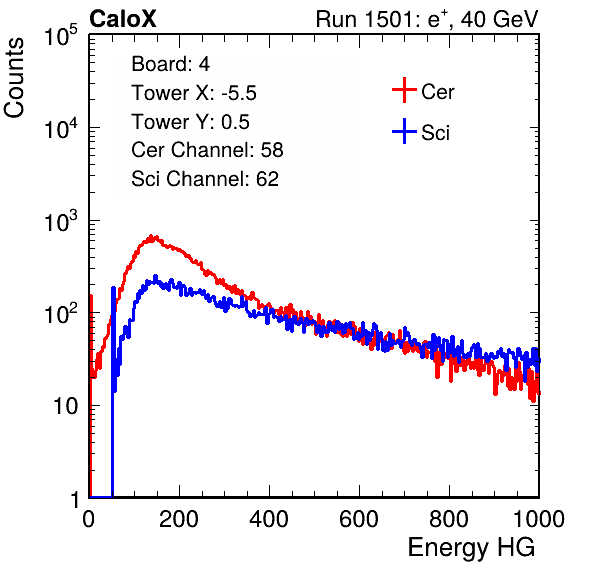 CaloX Run 1501: e⁺, 40 GeV
Counts
Board: 4
Tower X: -5.5
Tower Y: 0.5
Cer Channel: 58
Sci Channel: 62
Cer
Sci
10⁵
10⁴
10³
10²
10
1
0 200 400 600 800 1000
Energy HG